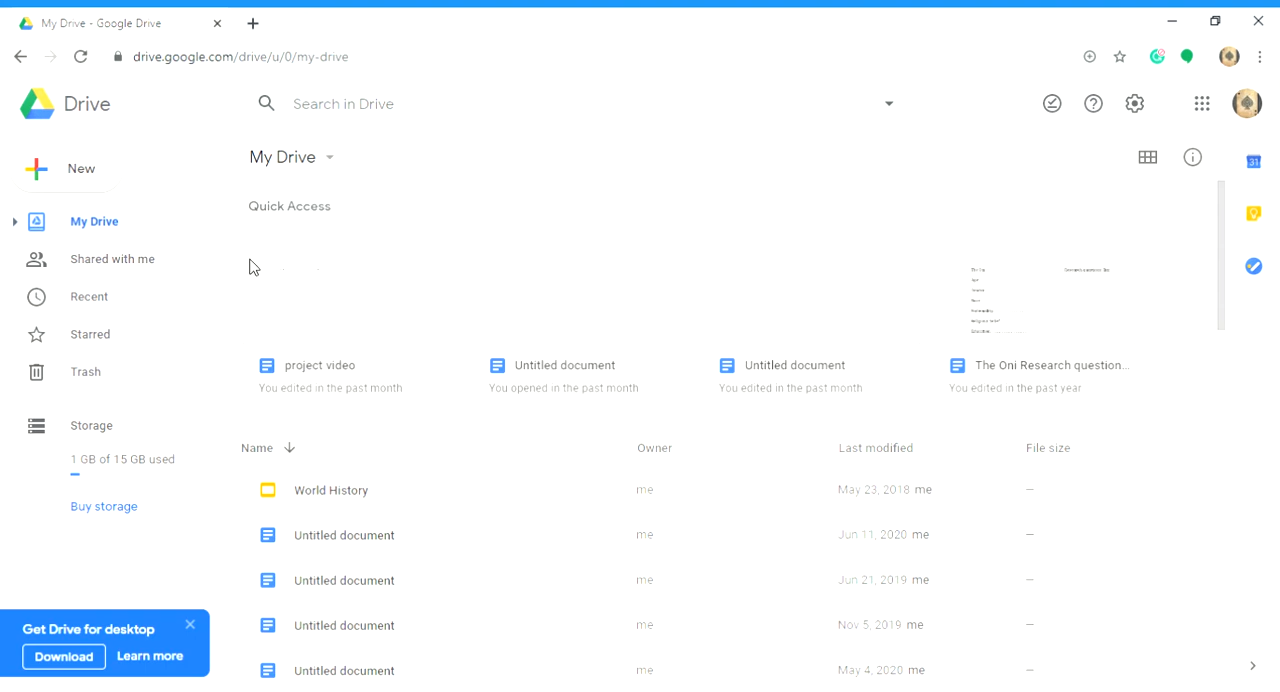 My Drive - Google Drive
drive.google.com/drive/u/0/my-drive
Drive
Search in Drive
New
My Drive
31
My Drive
Quick Access
Shared with me
Recent
Starred
Trash
project video
Untitled document
Untitled document
The Oni Research question...
You edited in the past month
You opened in the past month
You edited in the past month
You edited in the past year
Storage
1 GB of 15 GB used
Buy storage
Name
Owner
Last modified
File size
World History
me
May 23, 2018 me
—
Untitled document
me
Jun 11, 2020 me
—
Untitled document
me
Jun 21, 2019 me
—
Untitled document
me
Nov 5, 2019 me
—
Untitled document
me
May 4, 2020 me
—
Get Drive for desktop
Download
Learn more